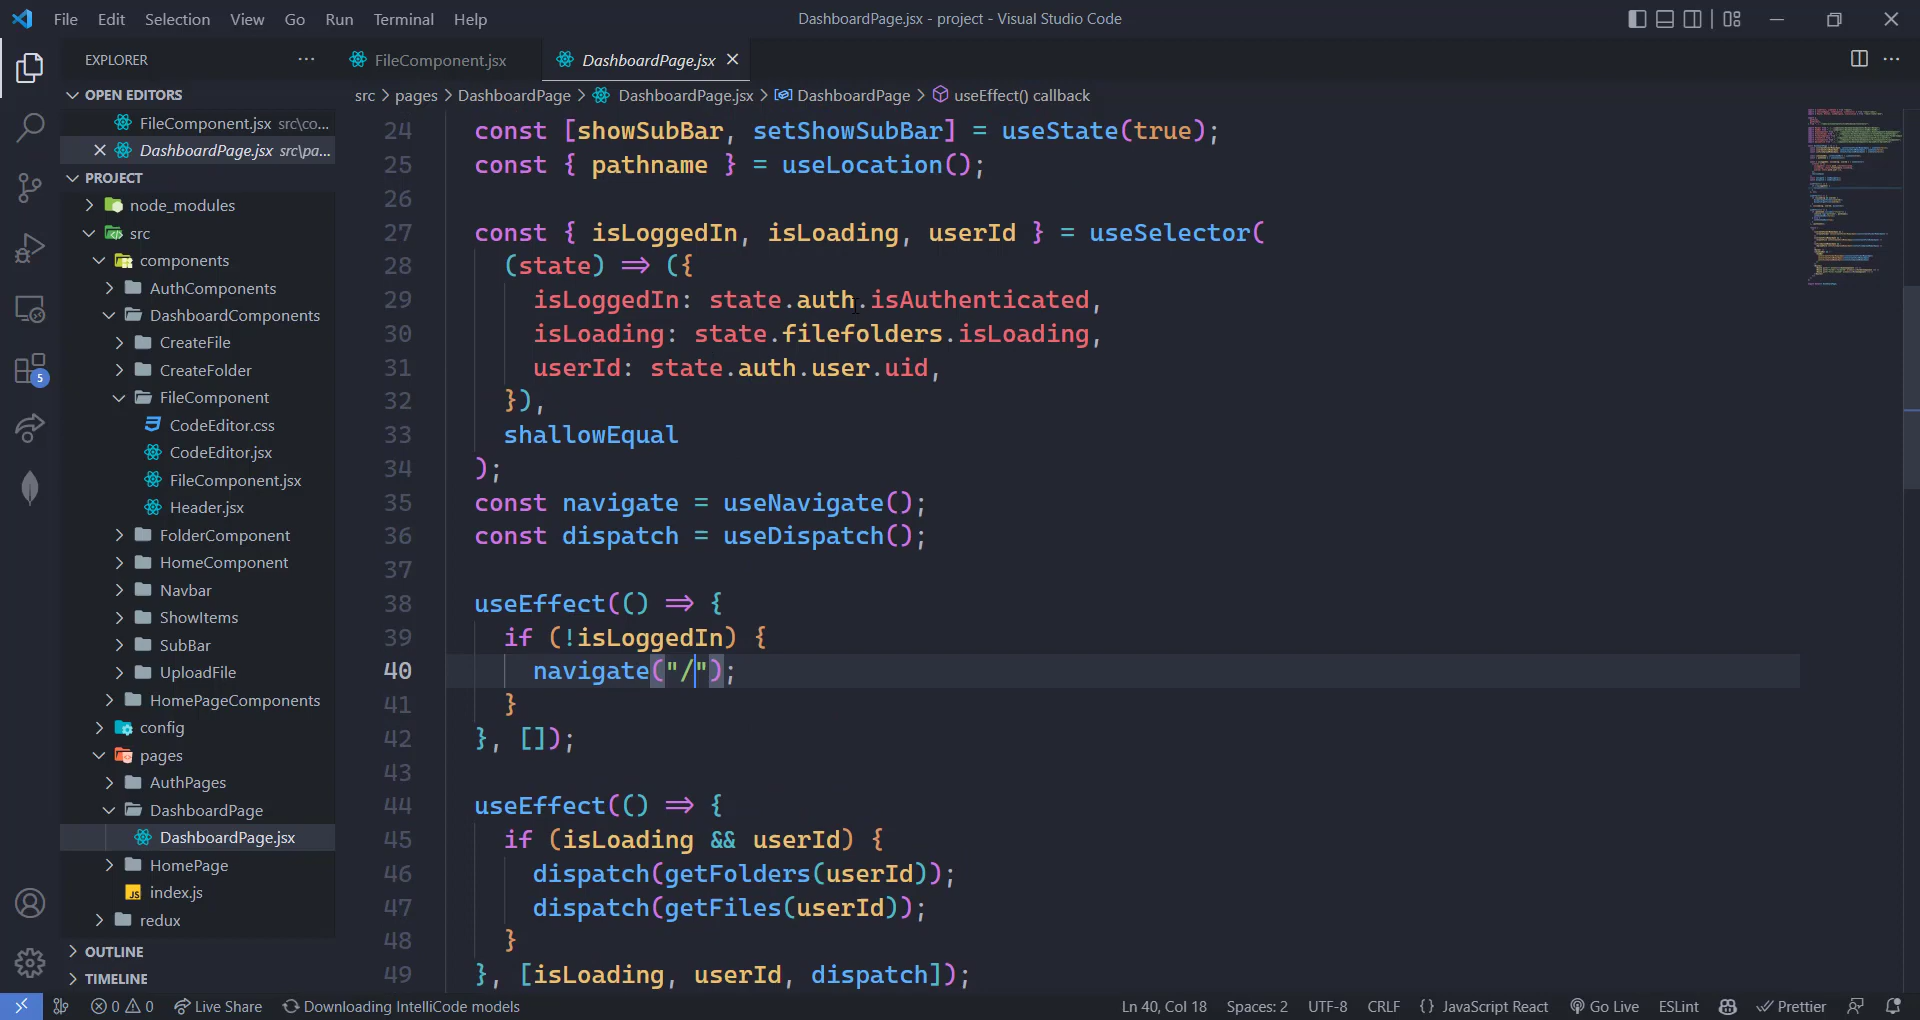 File Edit Selection View Go Run Terminal Help
DashboardPage.jsx - project - Visual Studio Code
EXPLORER
OPEN EDITORS
FileComponent.jsx src\co...
DashboardPage.jsx src\pa...
PROJECT
node_modules
src
components
AuthComponents
DashboardComponents
CreateFile
CreateFolder
FileComponent
CodeEditor.css
CodeEditor.jsx
FileComponent.jsx
Header.jsx
FolderComponent
HomeComponent
Navbar
ShowItems
SubBar
UploadFile
HomePageComponents
config
pages
AuthPages
DashboardPage
DashboardPage.jsx
HomePage
JS index.js
redux
OUTLINE
TIMELINE
5
FileComponent.jsx
DashboardPage.jsx
src > pages > DashboardPage > DashboardPage.jsx > DashboardPage > useEffect() callback
24 const [showSubBar, setShowSubBar] = useState(true);
25 const { pathname } = useLocation();
26
27 const { isLoggedIn, isLoading, userId } = useSelector(
28 (state) => ({
29 isLoggedIn: state.auth.isAuthenticated,
30 isLoading: state.filefolders.isLoading,
31 userId: state.auth.user.uid,
32 }),
33 shallowEqual
34 );
35 const navigate = useNavigate();
36 const dispatch = useDispatch();
37
38 useEffect(() => {
39 if (!isLoggedIn) {
40 navigate("/");
41 }
42 }, []);
43
44 useEffect(() => {
45 if (isLoading && userId) {
46 dispatch(getFolders(userId));
47 dispatch(getFiles(userId));
48 }
49 }, [isLoading, userId, dispatch]);
0 0 Live Share Downloading IntelliCode models
Ln 40, Col 18 Spaces: 2 UTF-8 CRLF {} JavaScript React Go Live ESLint Prettier